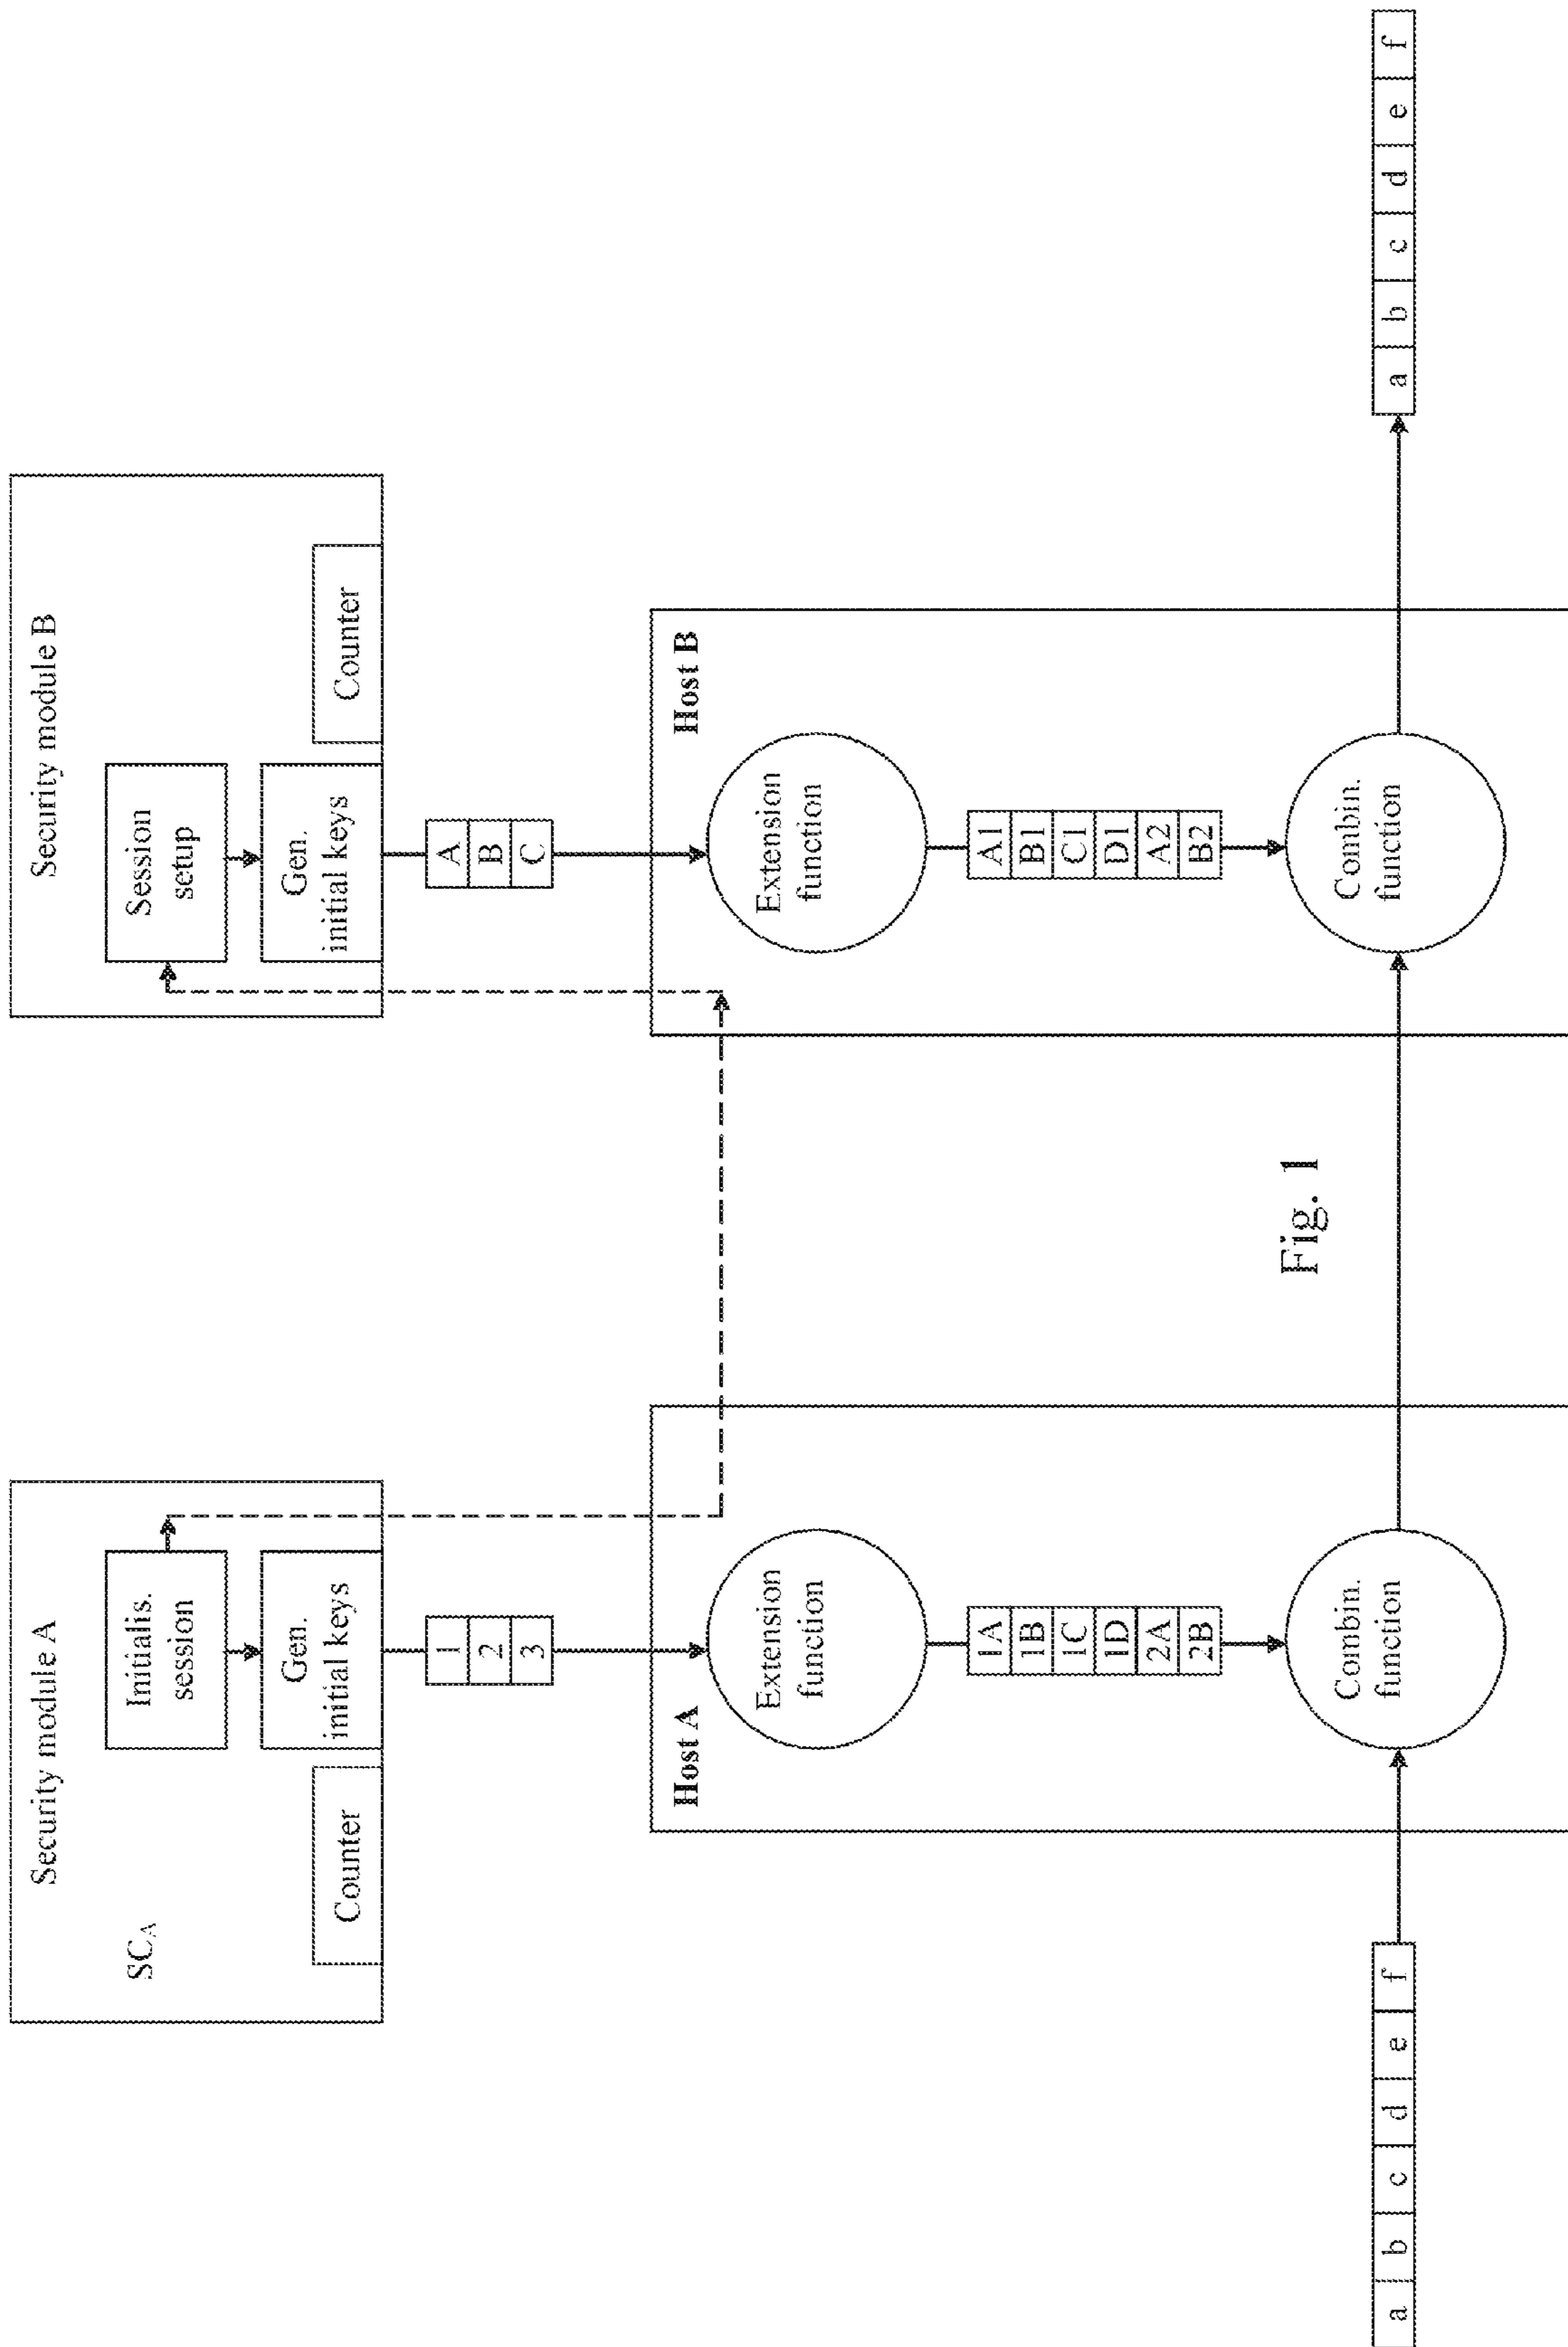 Security module A
SCA
Initialis.
session
Gen.
initial keys
Counter
1
2
3
Host A
Extension
function
1A
1B
1C
1D
2A
2B
Combin.
function
a b c d e f
Security module B
Session
setup
Gen.
initial keys
Counter
A
B
C
Host B
Extension
function
A1
B1
C1
D1
A2
B2
Combin.
function
a b c d e f
Fig. 1